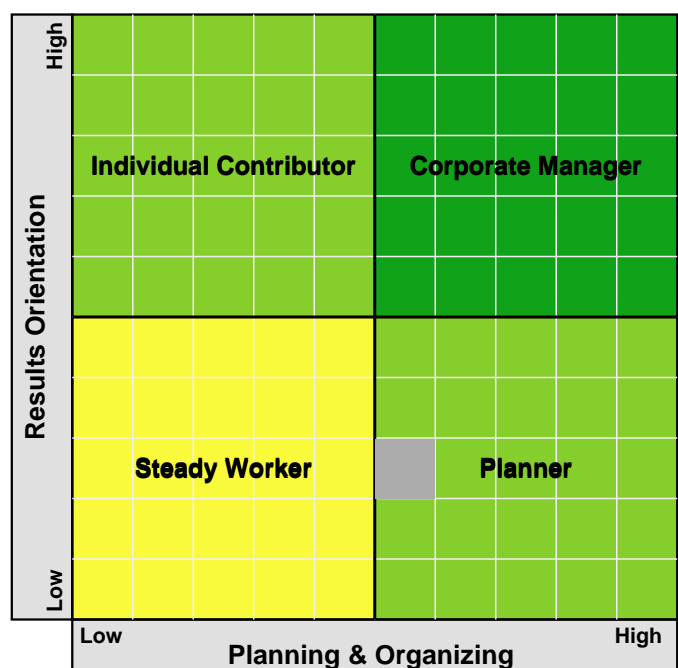 High
Individual Contributor
Corporate Manager
Results Orientation
Steady Worker
Planner
Low
Low
High
Planning & Organizing